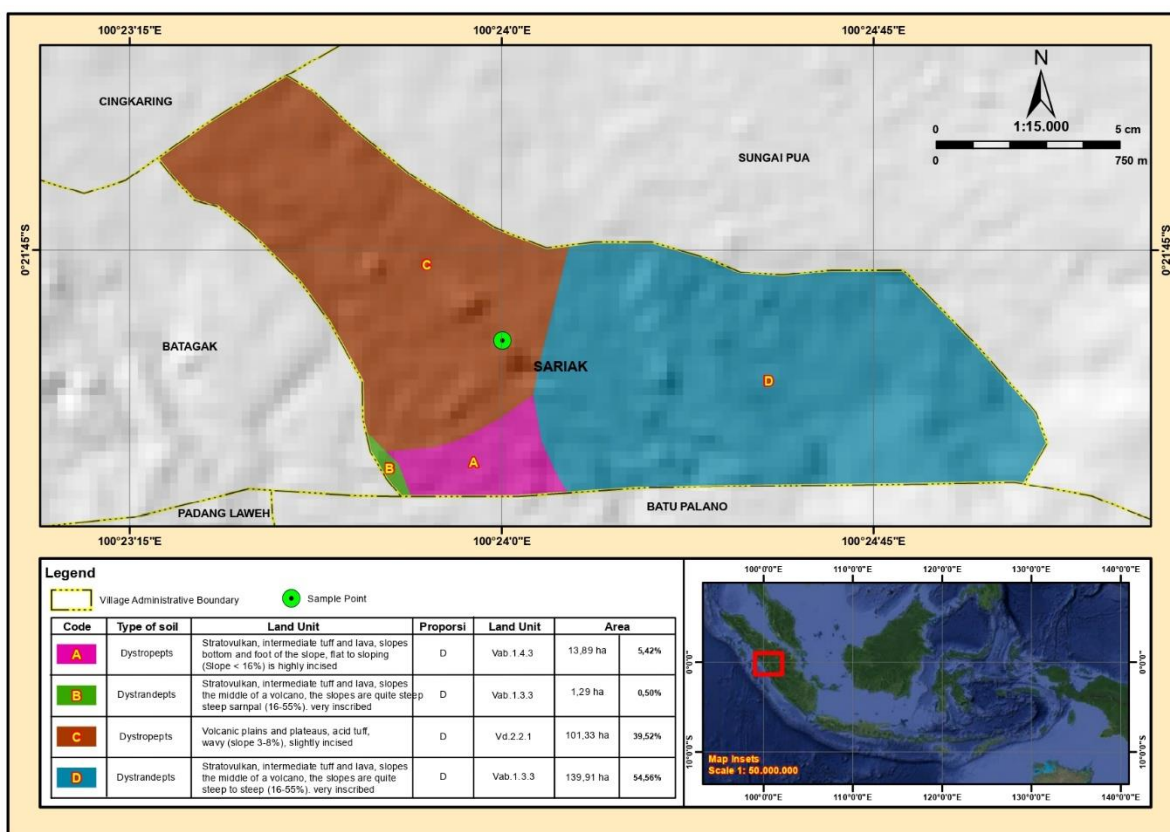 100°23'15"E
100°24'0"E
100°24'45"E
CINGKARING
N
1:15.000
0
5 cm
0
750 m
SUNGAI PUA
0°21'45"S
0°21'45"S
C
BATAGAK
SARIAK
D
B
A
PADANG LAWEH
BATU PALANO
100°23'15"E
100°24'0"E
100°24'45"E
Legend
Village Administrative Boundary
Sample Point
Code
Type of soil
Land Unit
Proporsi
Land Unit
Area
A
Dystropepts
Stratovulkan, intermediate tuff and lava, slopes
bottom and foot of the slope, flat to sloping
(Slope < 16%) is highly incised
D
Vab.1.4.3
13,89 ha
5,42%
B
Dystrandepts
Stratovulkan, intermediate tuff and lava, slopes
the middle of a volcano, the slopes are quite steep
steep sarnpal (16-55%). very inscribed
D
Vab.1.3.3
1,29 ha
0,50%
C
Dystropepts
Volcanic plains and plateaus, acid tuff,
wavy (slope 3-8%), slightly incised
D
Vd.2.2.1
101,33 ha
39,52%
D
Dystrandepts
Stratovulkan, intermediate tuff and lava, slopes
the middle of a volcano, the slopes are quite
steep to steep (16-55%). very inscribed
D
Vab.1.3.3
139,91 ha
54,56%
100°0'0"E
110°0'0"E
120°0'0"E
130°0'0"E
140°0'0"E
0°0'0"
0°0'0"
10°0'0"S
10°0'0"S
Map Insets
Scale 1: 50.000.000
100°0'0"E
110°0'0"E
120°0'0"E
130°0'0"E
140°0'0"E